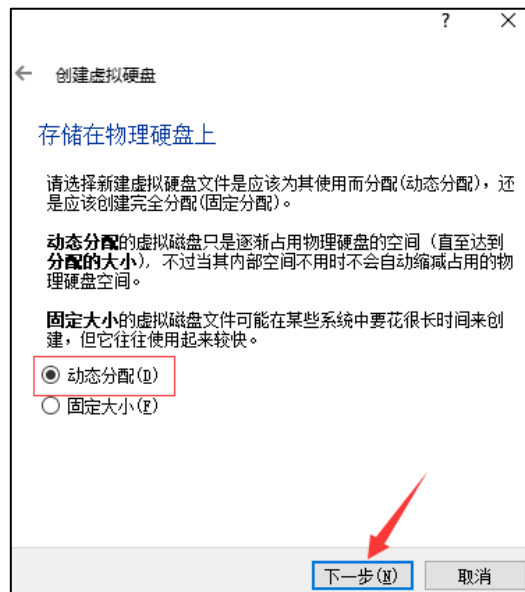 ?
创建虚拟硬盘
存储在物理硬盘上
请选择新建虚拟硬盘文件是应该为其使用而分配(动态分配)，还
是应该创建完全分配(固定分配)。
动态分配的虚拟磁盘只是逐渐占用物理硬盘的空间（直至达到
分配的大小），不过当其内部空间不用时不会自动缩减占用的物
理硬盘空间。
固定大小的虚拟磁盘文件可能在某些系统中要花很长时间来创
建，但它往往使用起来较快。
动态分配(D)
固定大小(F)
下一步(N)
取消